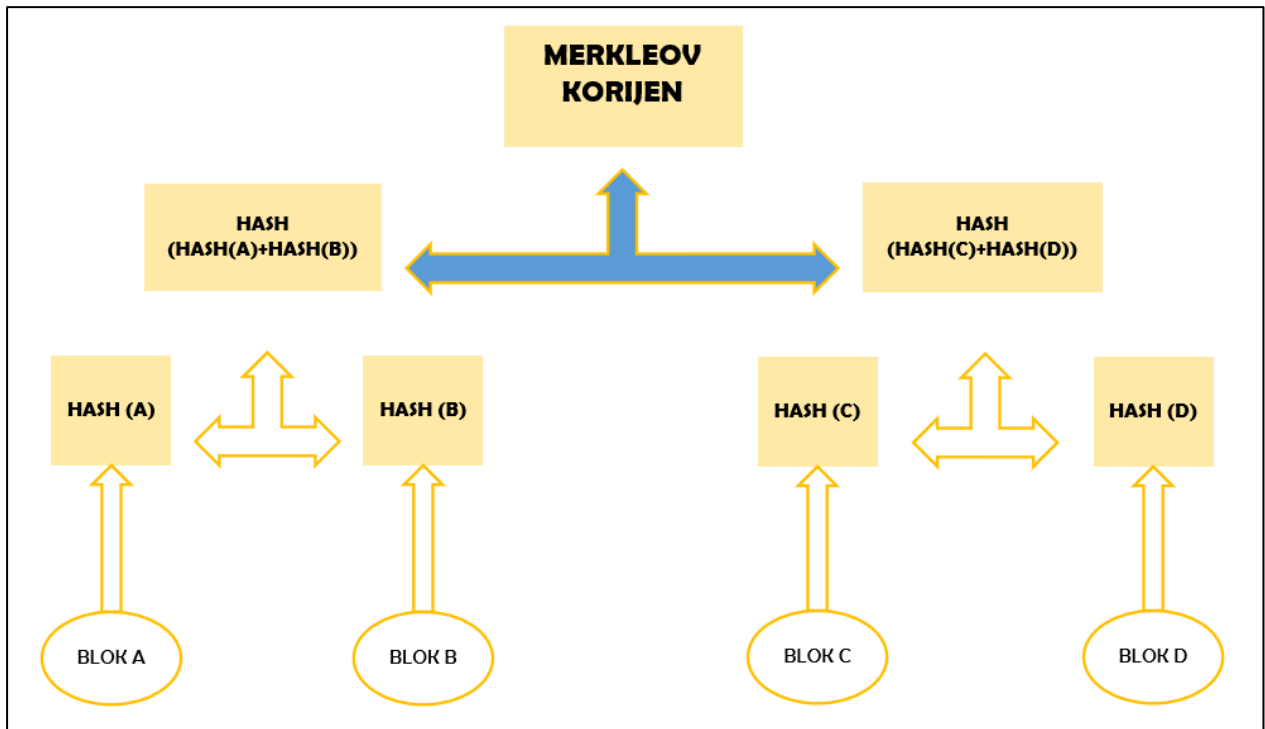 MERKLEOV
KORIJEN
HASH
(HASH(A)+HASH(B))
HASH
(HASH(C)+HASH(D))
HASH (A)
HASH (B)
HASH (C)
HASH (D)
BLOK A
BLOK B
BLOK C
BLOK D